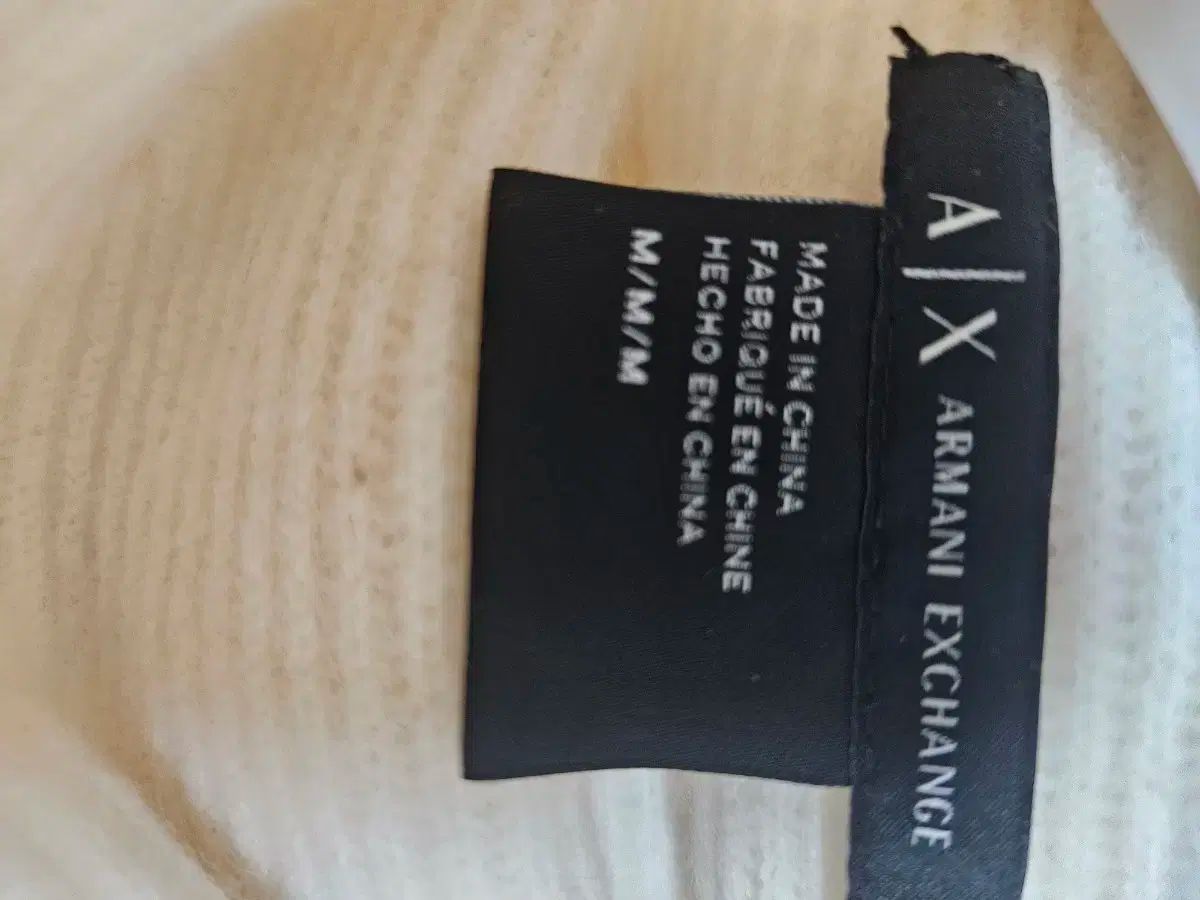 A|X ARMANI EXCHANGE
MADE IN CHINA
FABRIQUÉ EN CHINE
HECHO EN CHINA
M/M/M